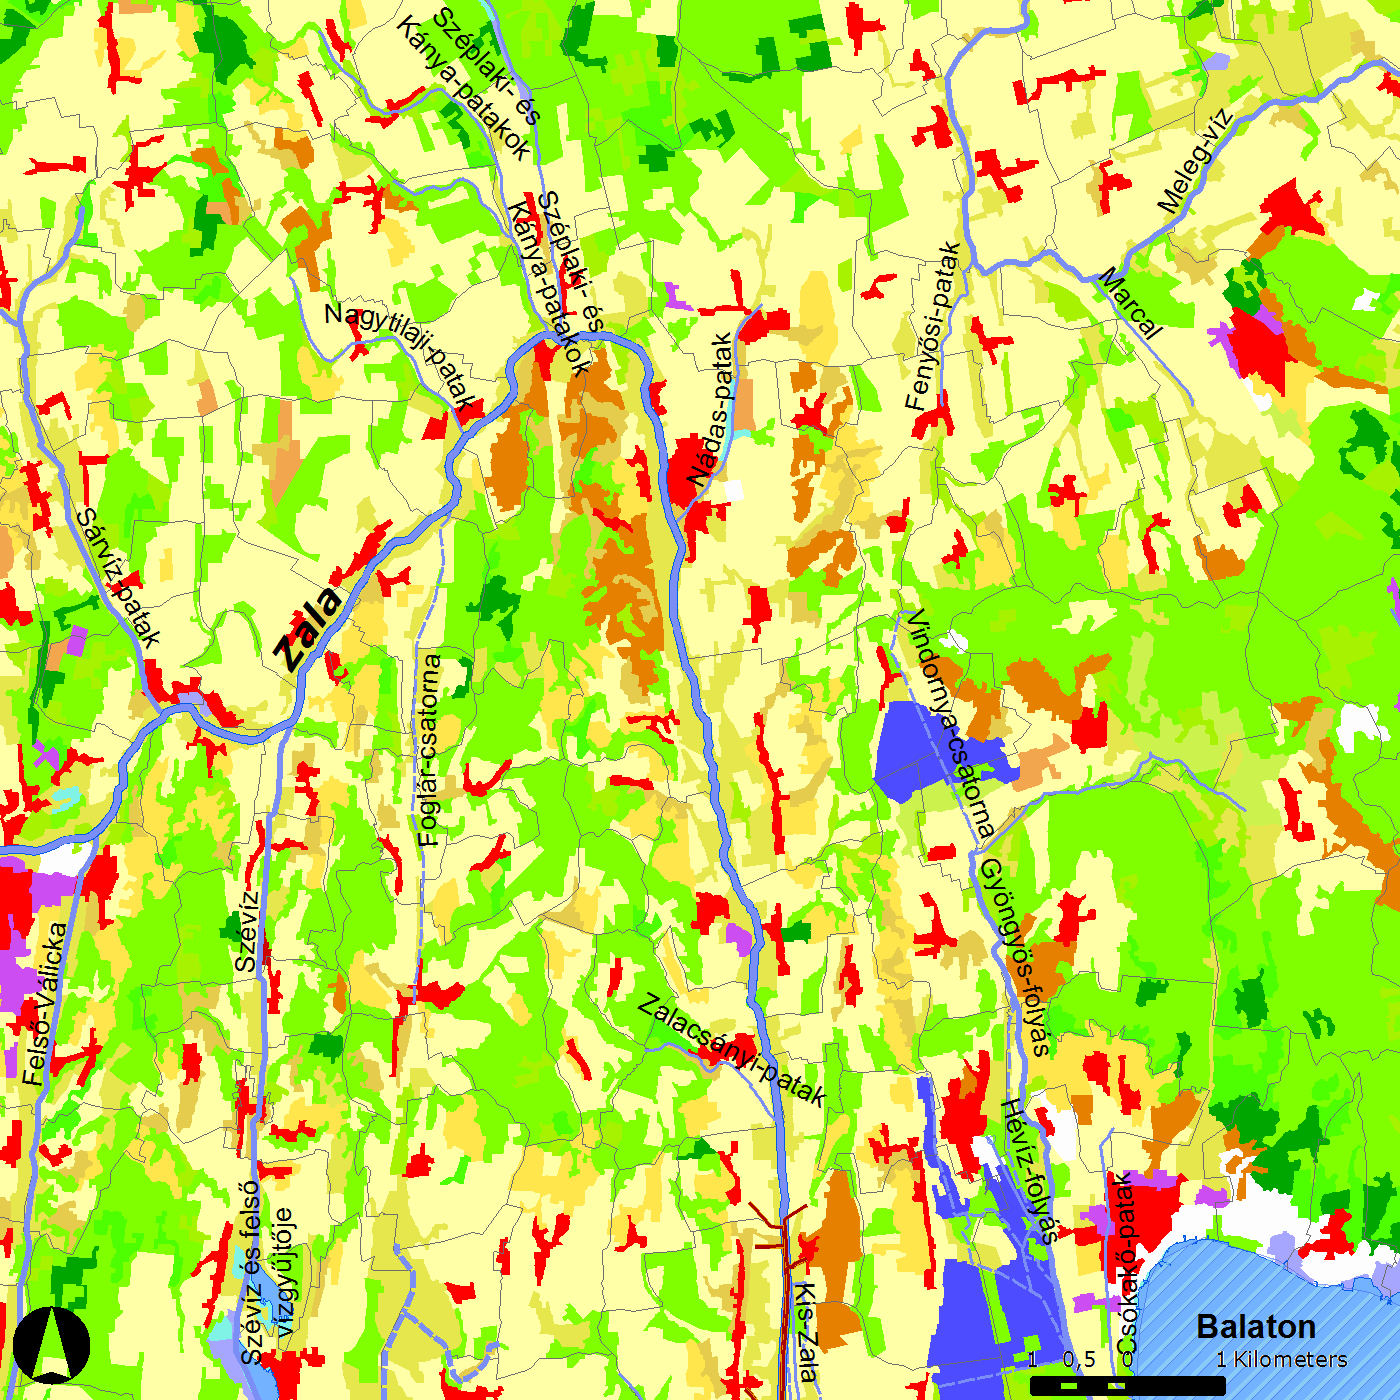 Széplaki- és
Kánya-patakok
Széplaki- és
Kánya-patakok
Meleg-víz
Marcal
Fenyősi-patak
Nagytilaji-patak
Nádas-patak
Sárvíz-patak
Zala
Foglár-csatorna
Vindornya-csatorna
Gyöngyös-folyás
Szévíz
Felső-Válicka
Zalacsányi-patak
Hévíz-folyás
Csókakő-patak
Szévíz és felső
vízgyűjtője
Kis-Zala
Balaton
1 0,5 0 1 Kilometers